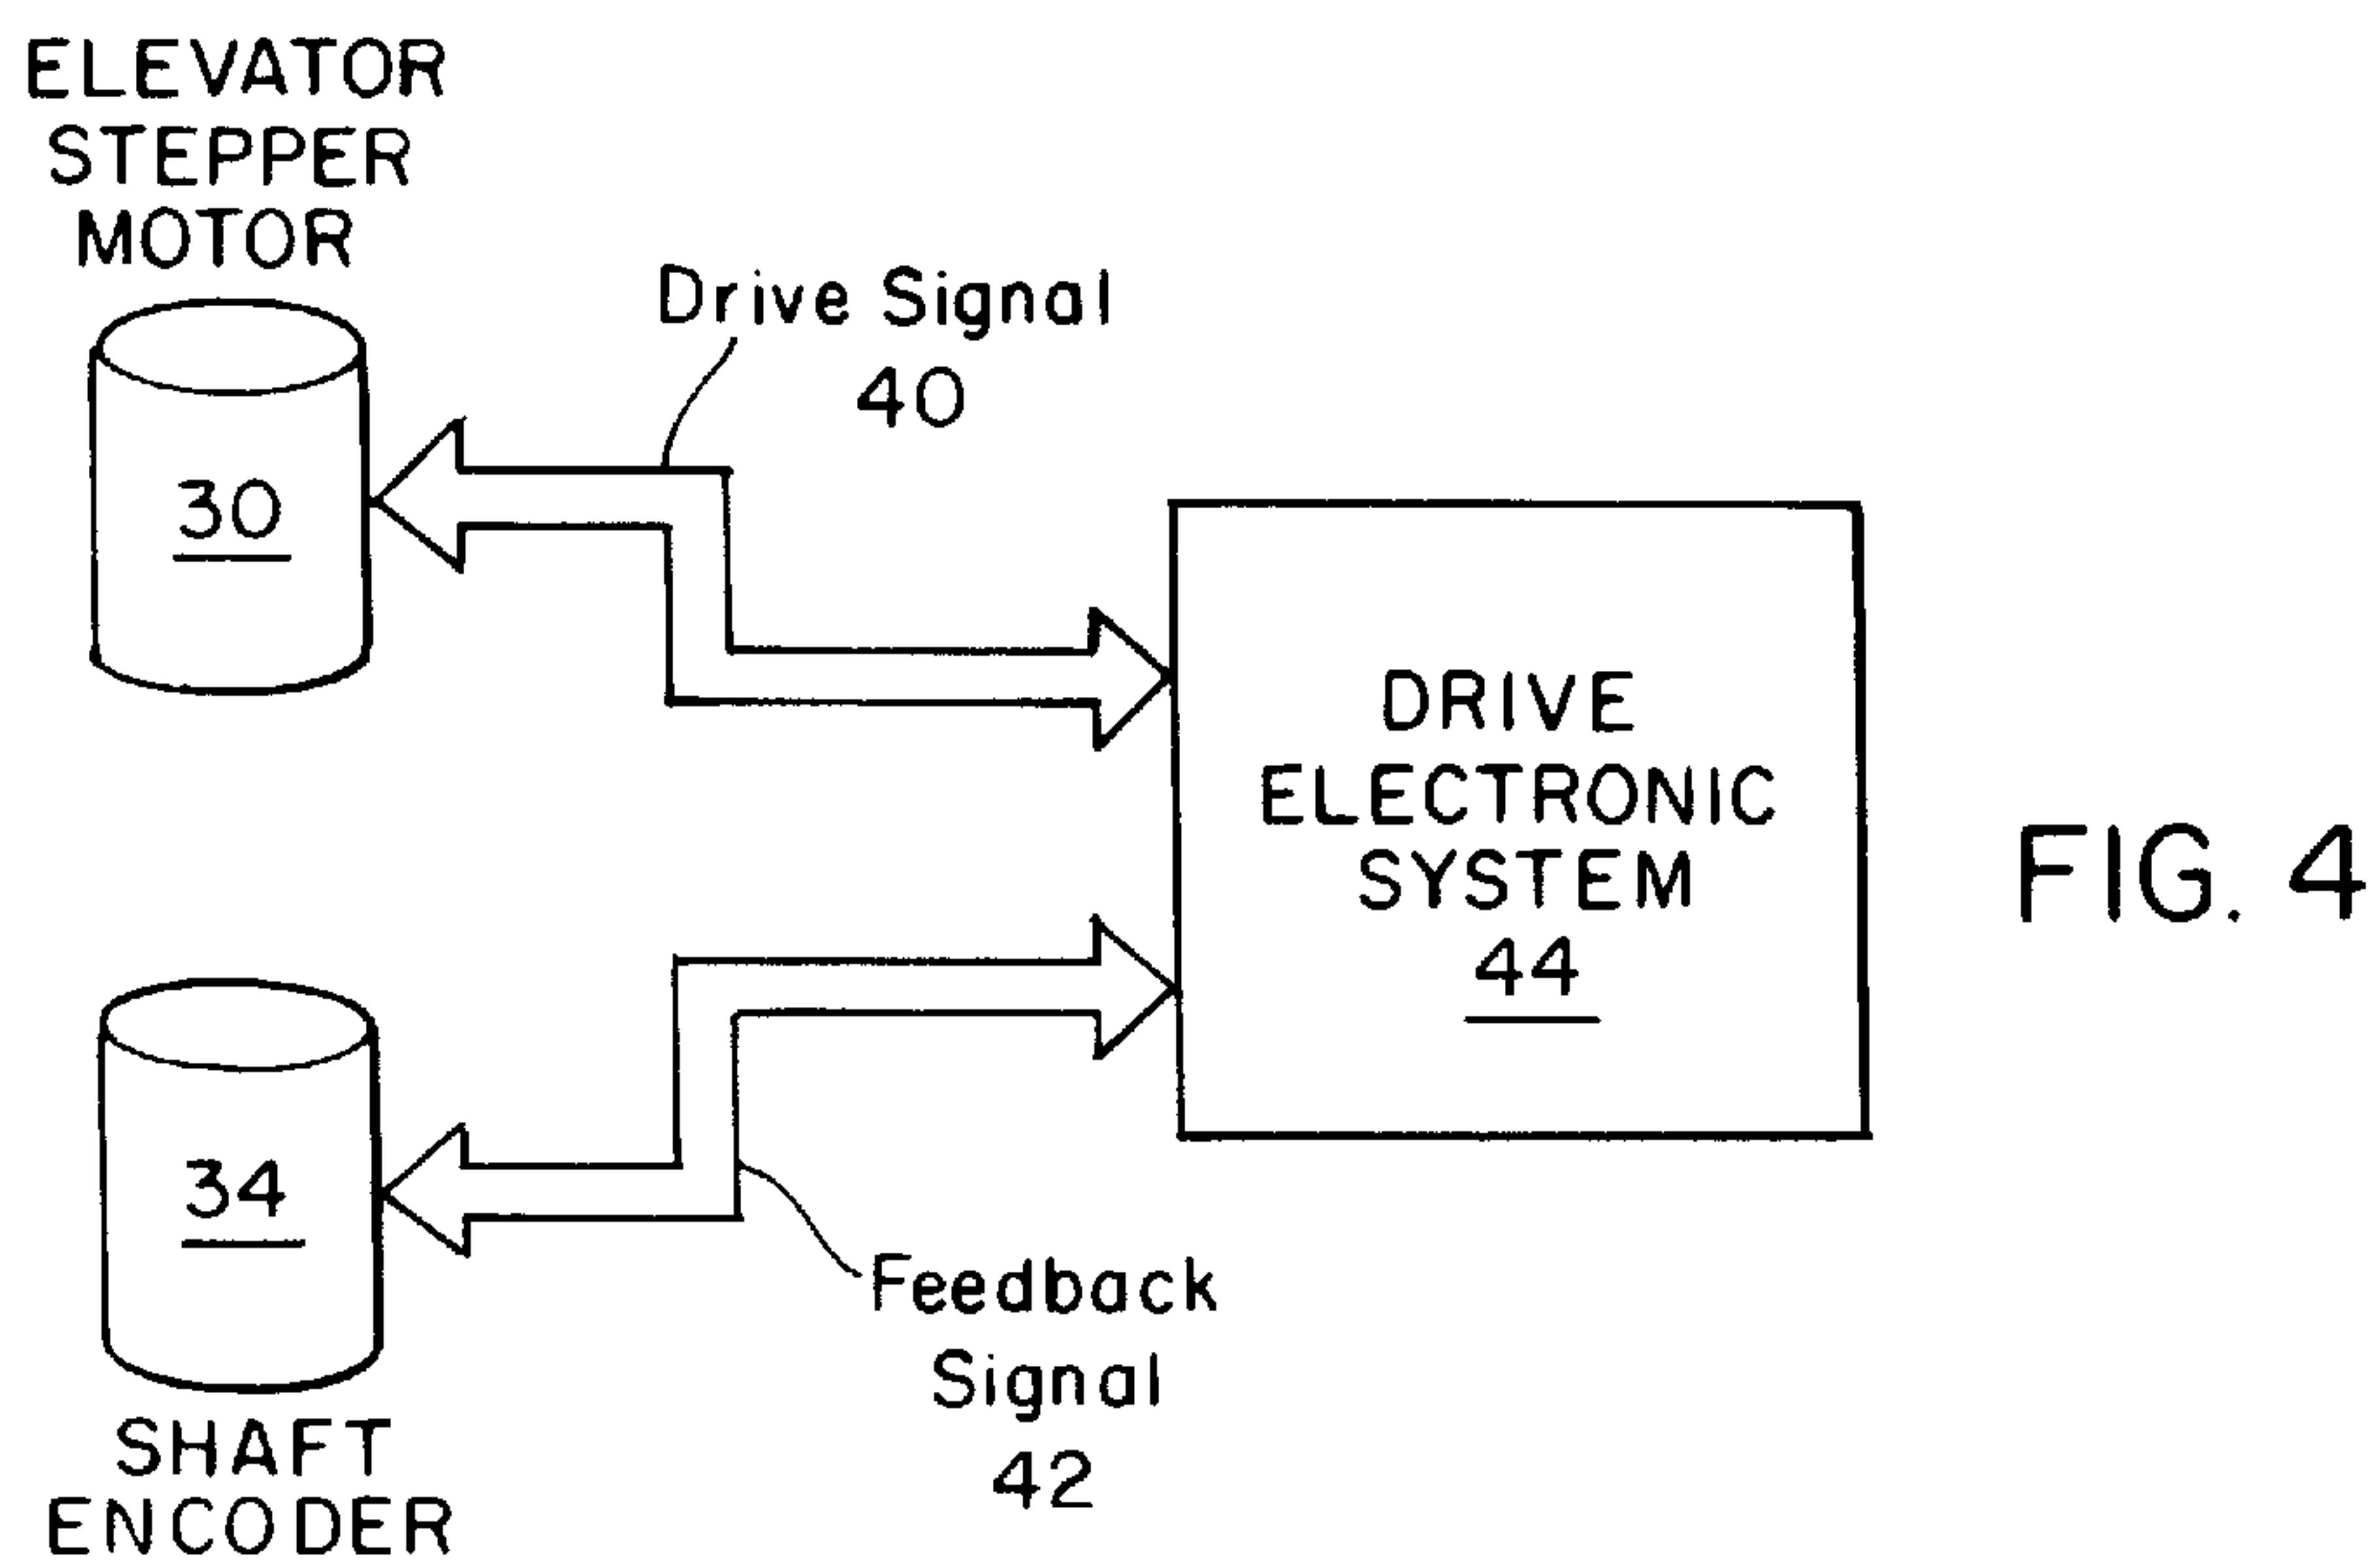 ELEVATOR
STEPPER
MOTOR
30
Drive Signal
40
DRIVE
ELECTRONIC
SYSTEM
44
34
SHAFT
ENCODER
Feedback
Signal
42
FIG. 4